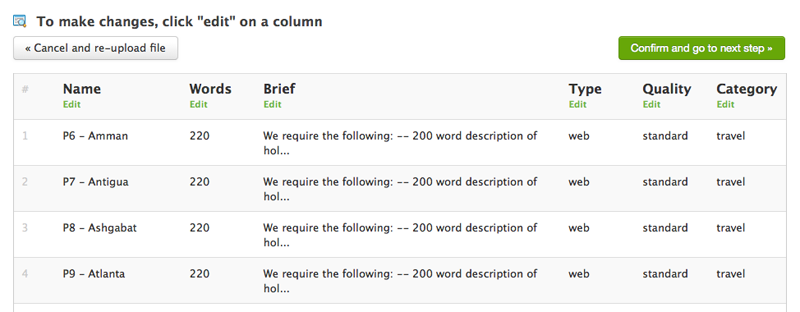 To make changes, click "edit" on a column
« Cancel and re-upload file
Confirm and go to next step »
# Name Words Brief Type Quality Category
Edit Edit Edit Edit Edit Edit
1 P6 – Amman 220 We require the following: -- 200 word description of web standard travel
hol...
2 P7 – Antigua 220 We require the following: -- 200 word description of web standard travel
hol...
3 P8 – Ashgabat 220 We require the following: -- 200 word description of web standard travel
hol...
4 P9 – Atlanta 220 We require the following: -- 200 word description of web standard travel
hol...